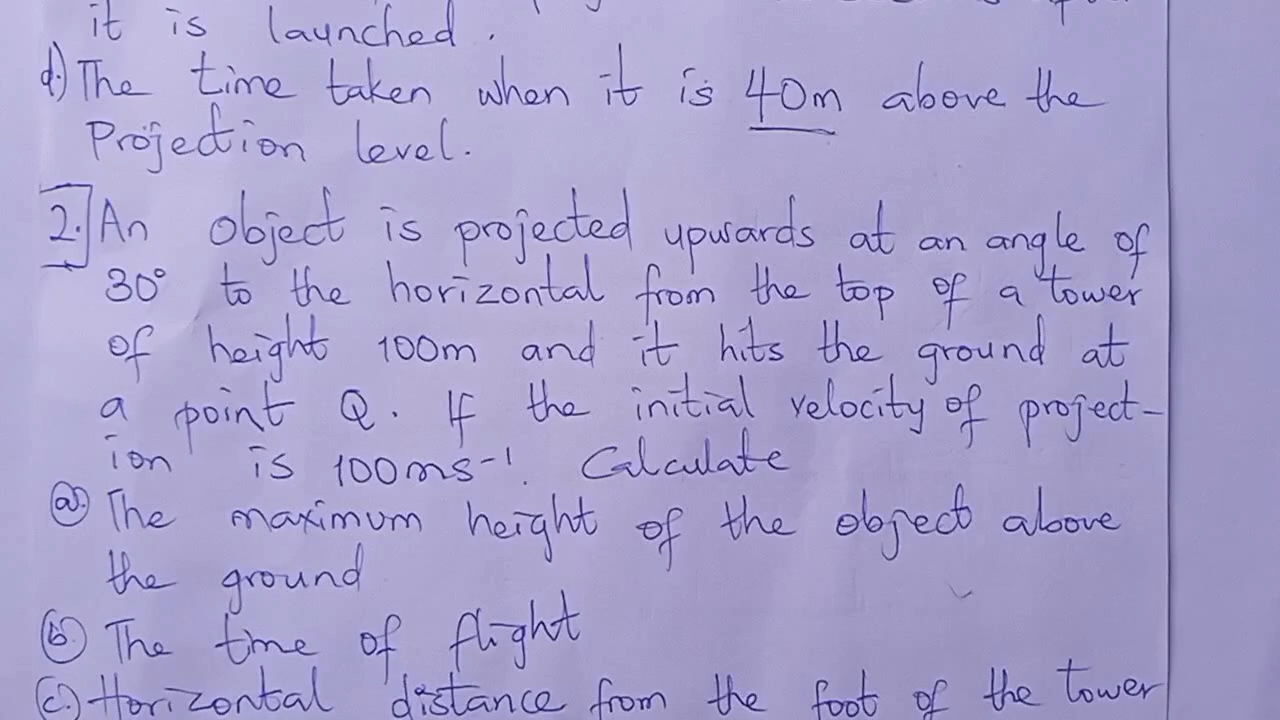 it is launched.
d) The time taken when it is 40m above the
Projection level.
2. An object is projected upwards at an angle of
30° to the horizontal from the top of a tower
of height 100m and it hits the ground at
a point Q. If the initial velocity of project-
ion is 100ms⁻¹. Calculate
a. The maximum height of the object above
the ground
b. The time of flight
c. Horizontal distance from the foot of the tower